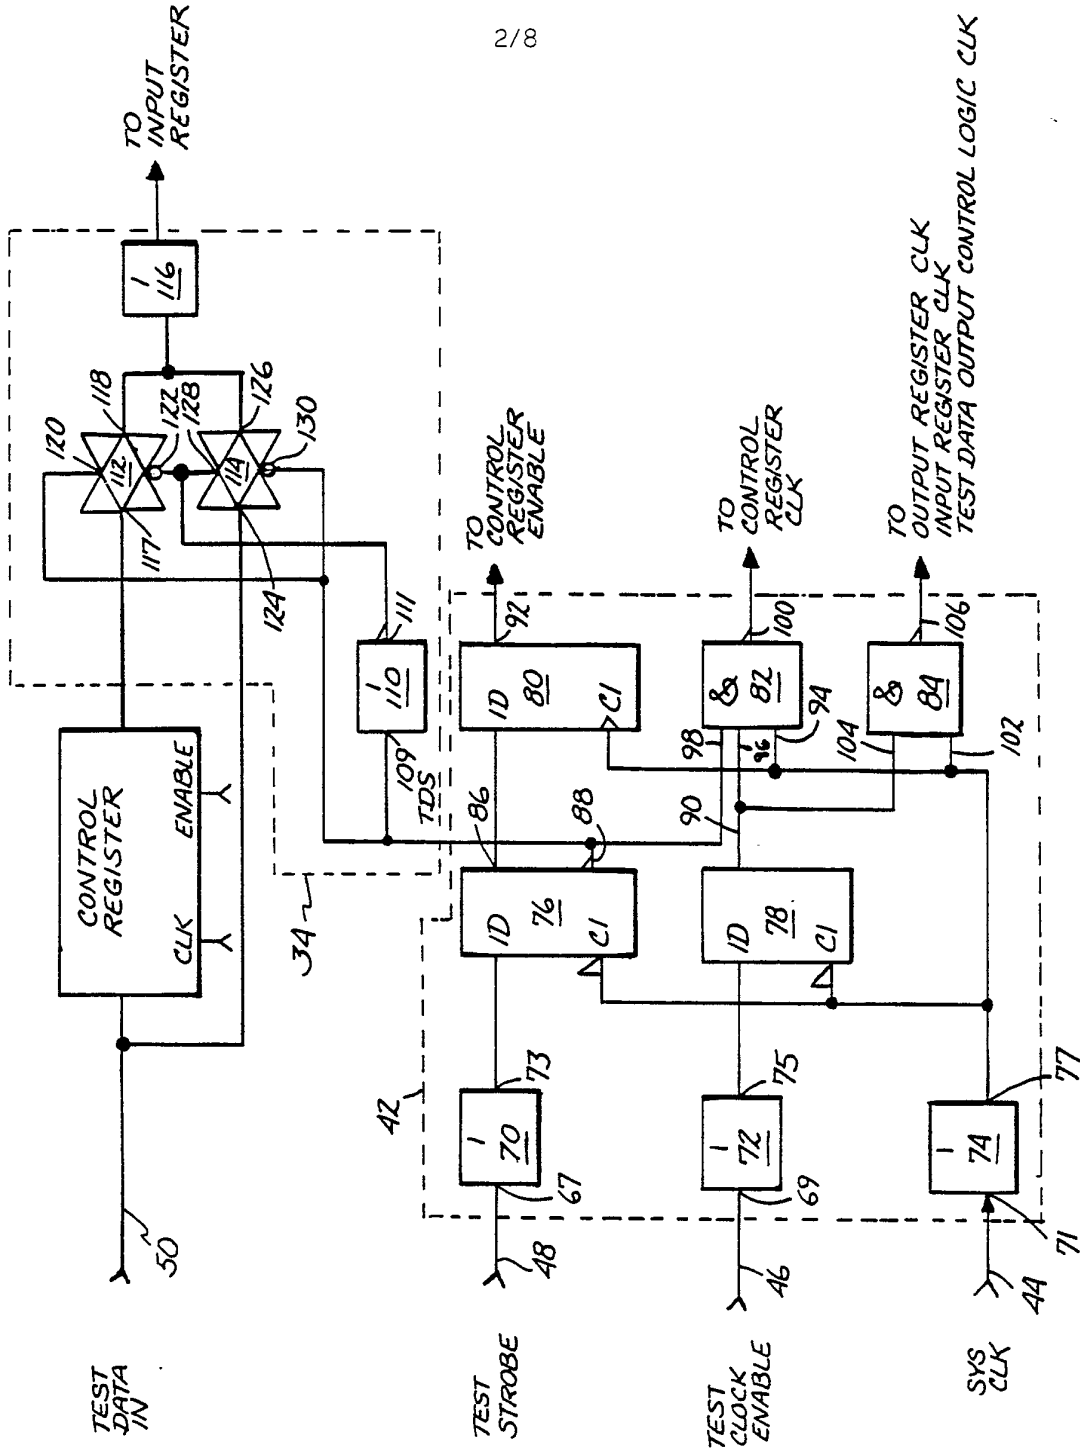 2/8
TEST
DATA
IN
50
CONTROL
REGISTER
CLK
ENABLE
34
120
112
117
118
122
128
114
124
126
130
1
116
TO
INPUT
REGISTER
1
110
109
111
TDS
TEST
STROBE
48
67
1
70
73
42
1D
76
C1
86
88
1D
80
C1
92
TO
CONTROL
REGISTER
ENABLE
TEST
CLOCK
ENABLE
46
69
1
72
75
1D
78
C1
90
98
96
94
&
82
100
TO
CONTROL
REGISTER
CLK
SYS
CLK
44
71
1
74
77
104
102
&
84
106
TO
OUTPUT REGISTER CLK
INPUT REGISTER CLK
TEST DATA OUTPUT CONTROL LOGIC CLK